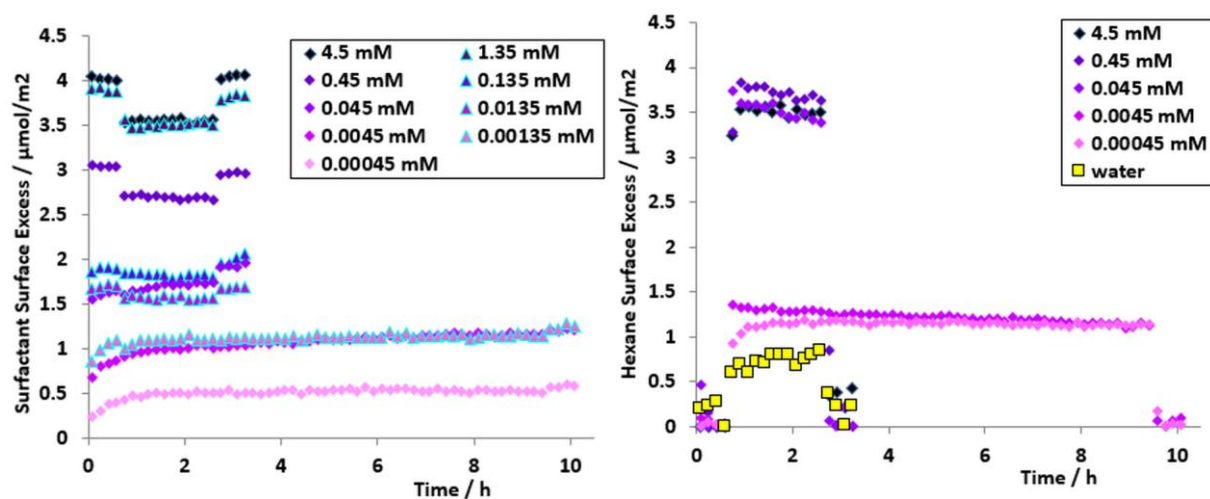 Surfactant Surface Excess / µmol/m2
4.5
4
3.5
3
2.5
2
1.5
1
0.5
0
0 2 4 6 8 10
Time / h
4.5 mM 1.35 mM
0.45 mM 0.135 mM
0.045 mM 0.0135 mM
0.0045 mM 0.00135 mM
0.00045 mM
Hexane Surface Excess / µmol/m2
4.5
4
3.5
3
2.5
2
1.5
1
0.5
0
0 2 4 6 8 10
Time / h
4.5 mM
0.45 mM
0.045 mM
0.0045 mM
0.00045 mM
water